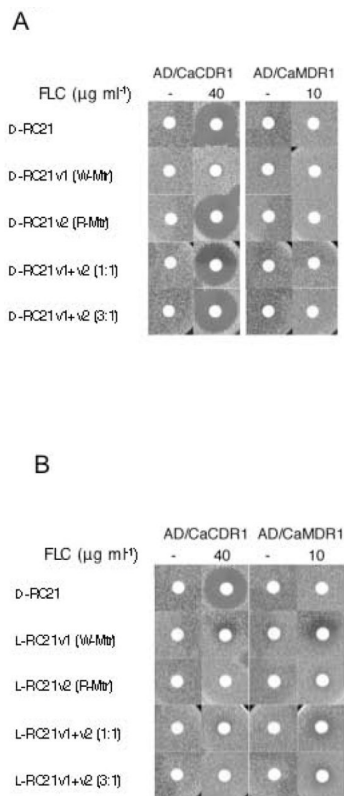 A
AD/CaCDR1 AD/CaMDR1
FLC (µg ml-1) - 40 - 10
D-RC21
D-RC21v1 (W-Mtr)
D-RC21v2 (R-Mtr)
D-RC21v1+v2 (1:1)
D-RC21v1+v2 (3:1)
B
AD/CaCDR1 AD/CaMDR1
FLC (µg ml-1) - 40 - 10
D-RC21
L-RC21v1 (W-Mtr)
L-RC21v2 (R-Mtr)
L-RC21v1+v2 (1:1)
L-RC21v1+v2 (3:1)